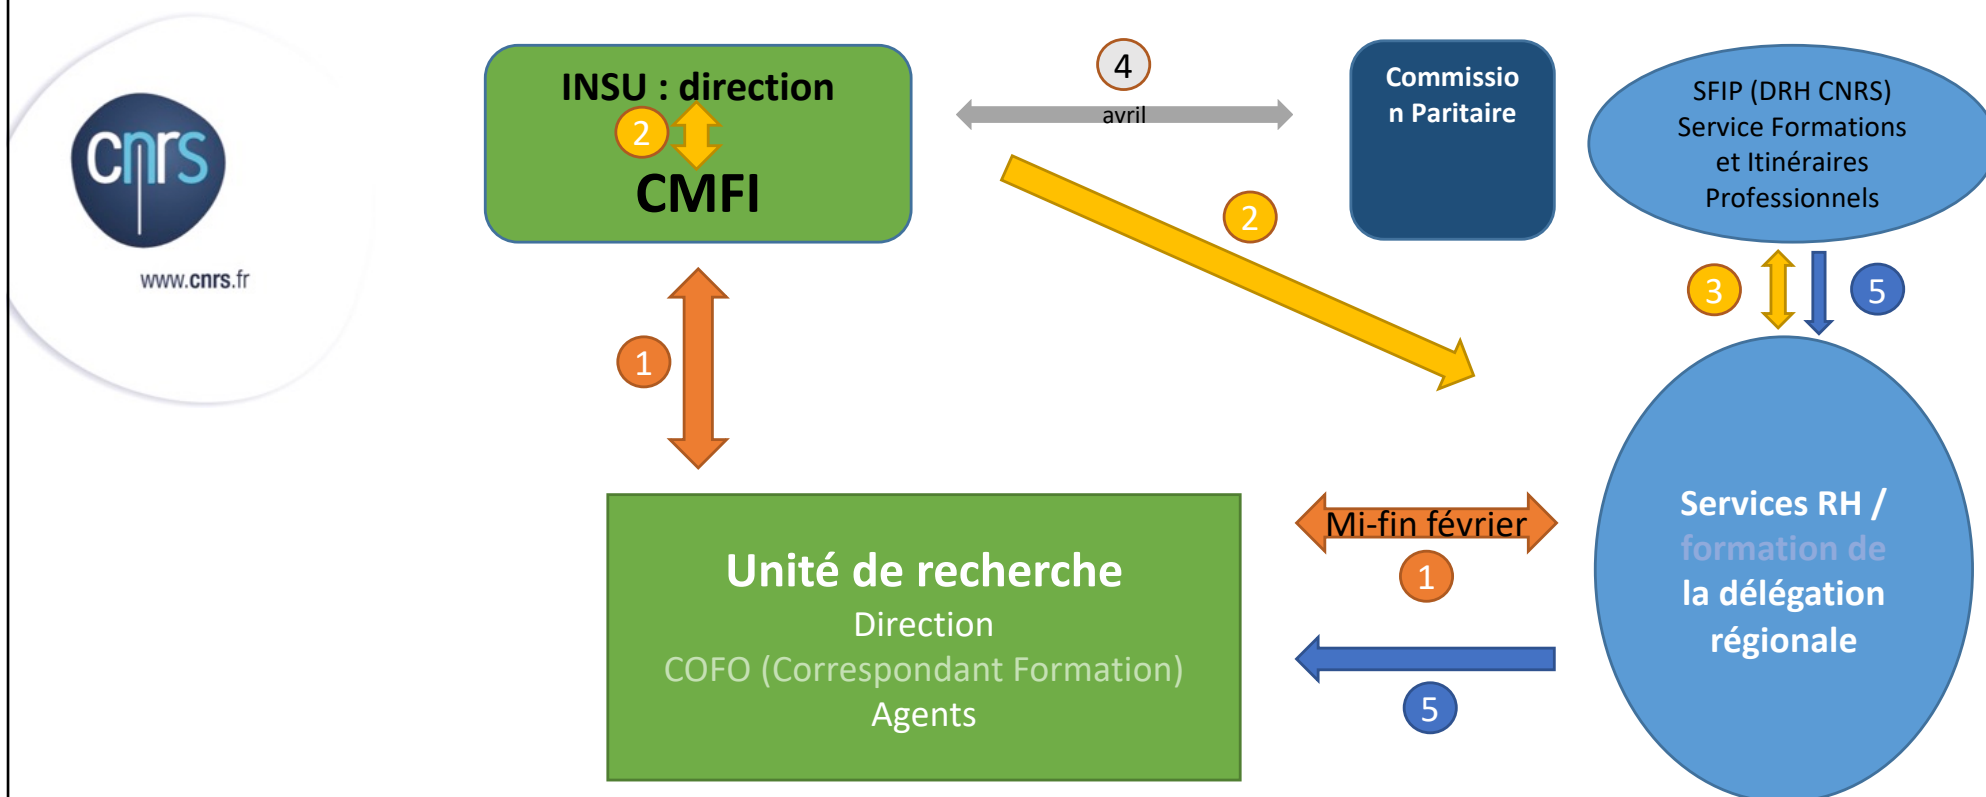 cnrs
www.cnrs.fr
INSU : direction
2
CMFI
4
avril
Commissio
n Paritaire
SFIP (DRH CNRS)
Service Formations
et Itinéraires
Professionnels
2
3
5
1
Mi-fin février
1
Unité de recherche
Direction
COFO (Correspondant Formation)
Agents
5
Services RH /
formation de
la délégation
régionale